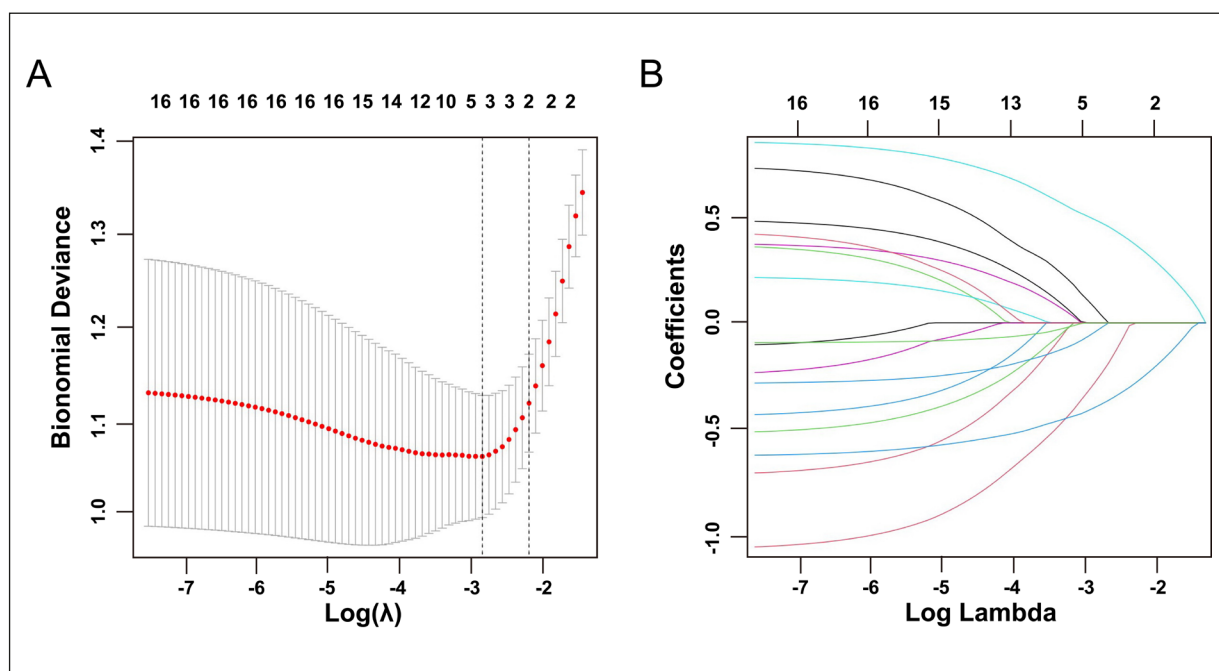 A
16 16 16 16 16 16 16 15 14 12 10 5 3 3 2 2 2
1.4
1.3
1.2
1.1
1.0
Bionomial Deviance
-7 -6 -5 -4 -3 -2
Log(λ)
B
16 16 15 13 5 2
0.5
0.0
-0.5
-1.0
Coefficients
-7 -6 -5 -4 -3 -2
Log Lambda